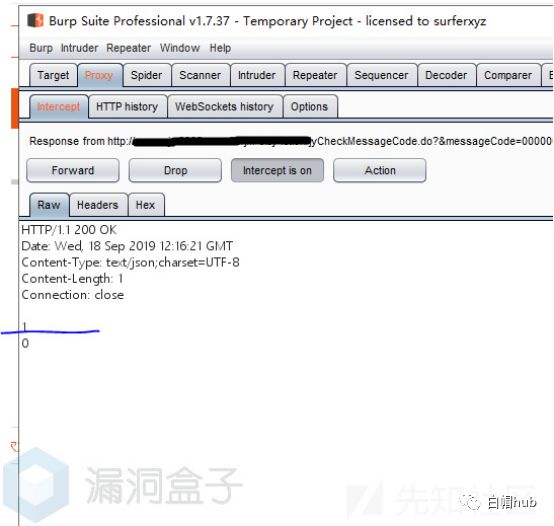 Burp Suite Professional v1.7.37 - Temporary Project - licensed to surferxyz
Burp Intruder Repeater Window Help
Target Proxy Spider Scanner Intruder Repeater Sequencer Decoder Comparer
Intercept HTTP history WebSockets history Options
Response from http:/ yCheckMessageCode.do?&messageCode=00000
Forward Drop Intercept is on Action
Raw Headers Hex
HTTP/1.1 200 OK
Date: Wed, 18 Sep 2019 12:16:21 GMT
Content-Type: text/json;charset=UTF-8
Content-Length: 1
Connection: close
1
0
漏洞盒子
先知社区
白帽hub